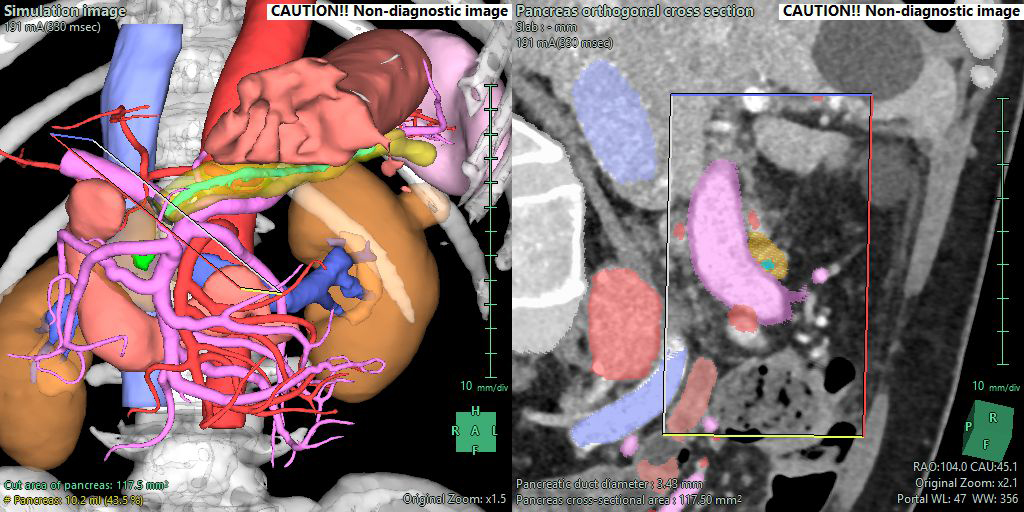 Simulation image
CAUTION!! Non-diagnostic image
191 mA(330 msec)
10 mm/div
H
R A L
F
Cut area of pancreas: 117.5 mm²
# Pancreas: 10.2 ml (43.5 %)
Original Zoom: x1.5
Pancreas orthogonal cross section
CAUTION!! Non-diagnostic image
Slab : - mm
191 mA(330 msec)
10 mm/div
P R
F
RAO:104.0 CAU:45.1
Original Zoom: x2.1
Portal WL: 47 WW: 356
Pancreatic duct diameter : 3.43 mm
Pancreas cross-sectional area : 117.50 mm²